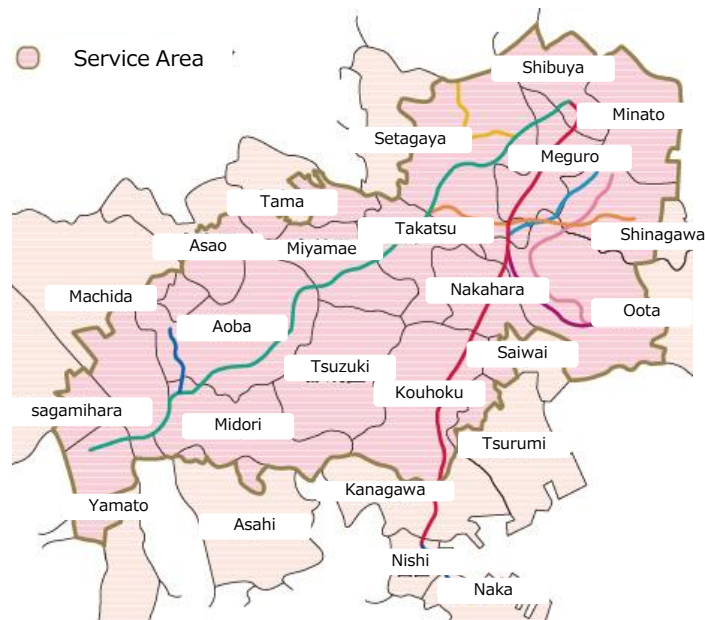 Service Area
Shibuya
Minato
Setagaya
Meguro
Tama
Takatsu
Shinagawa
Asao
Miyamae
Machida
Nakahara
Oota
Aoba
Saiwai
Tsuzuki
Kouhoku
sagamihara
Midori
Tsurumi
Kanagawa
Yamato
Asahi
Nishi
Naka